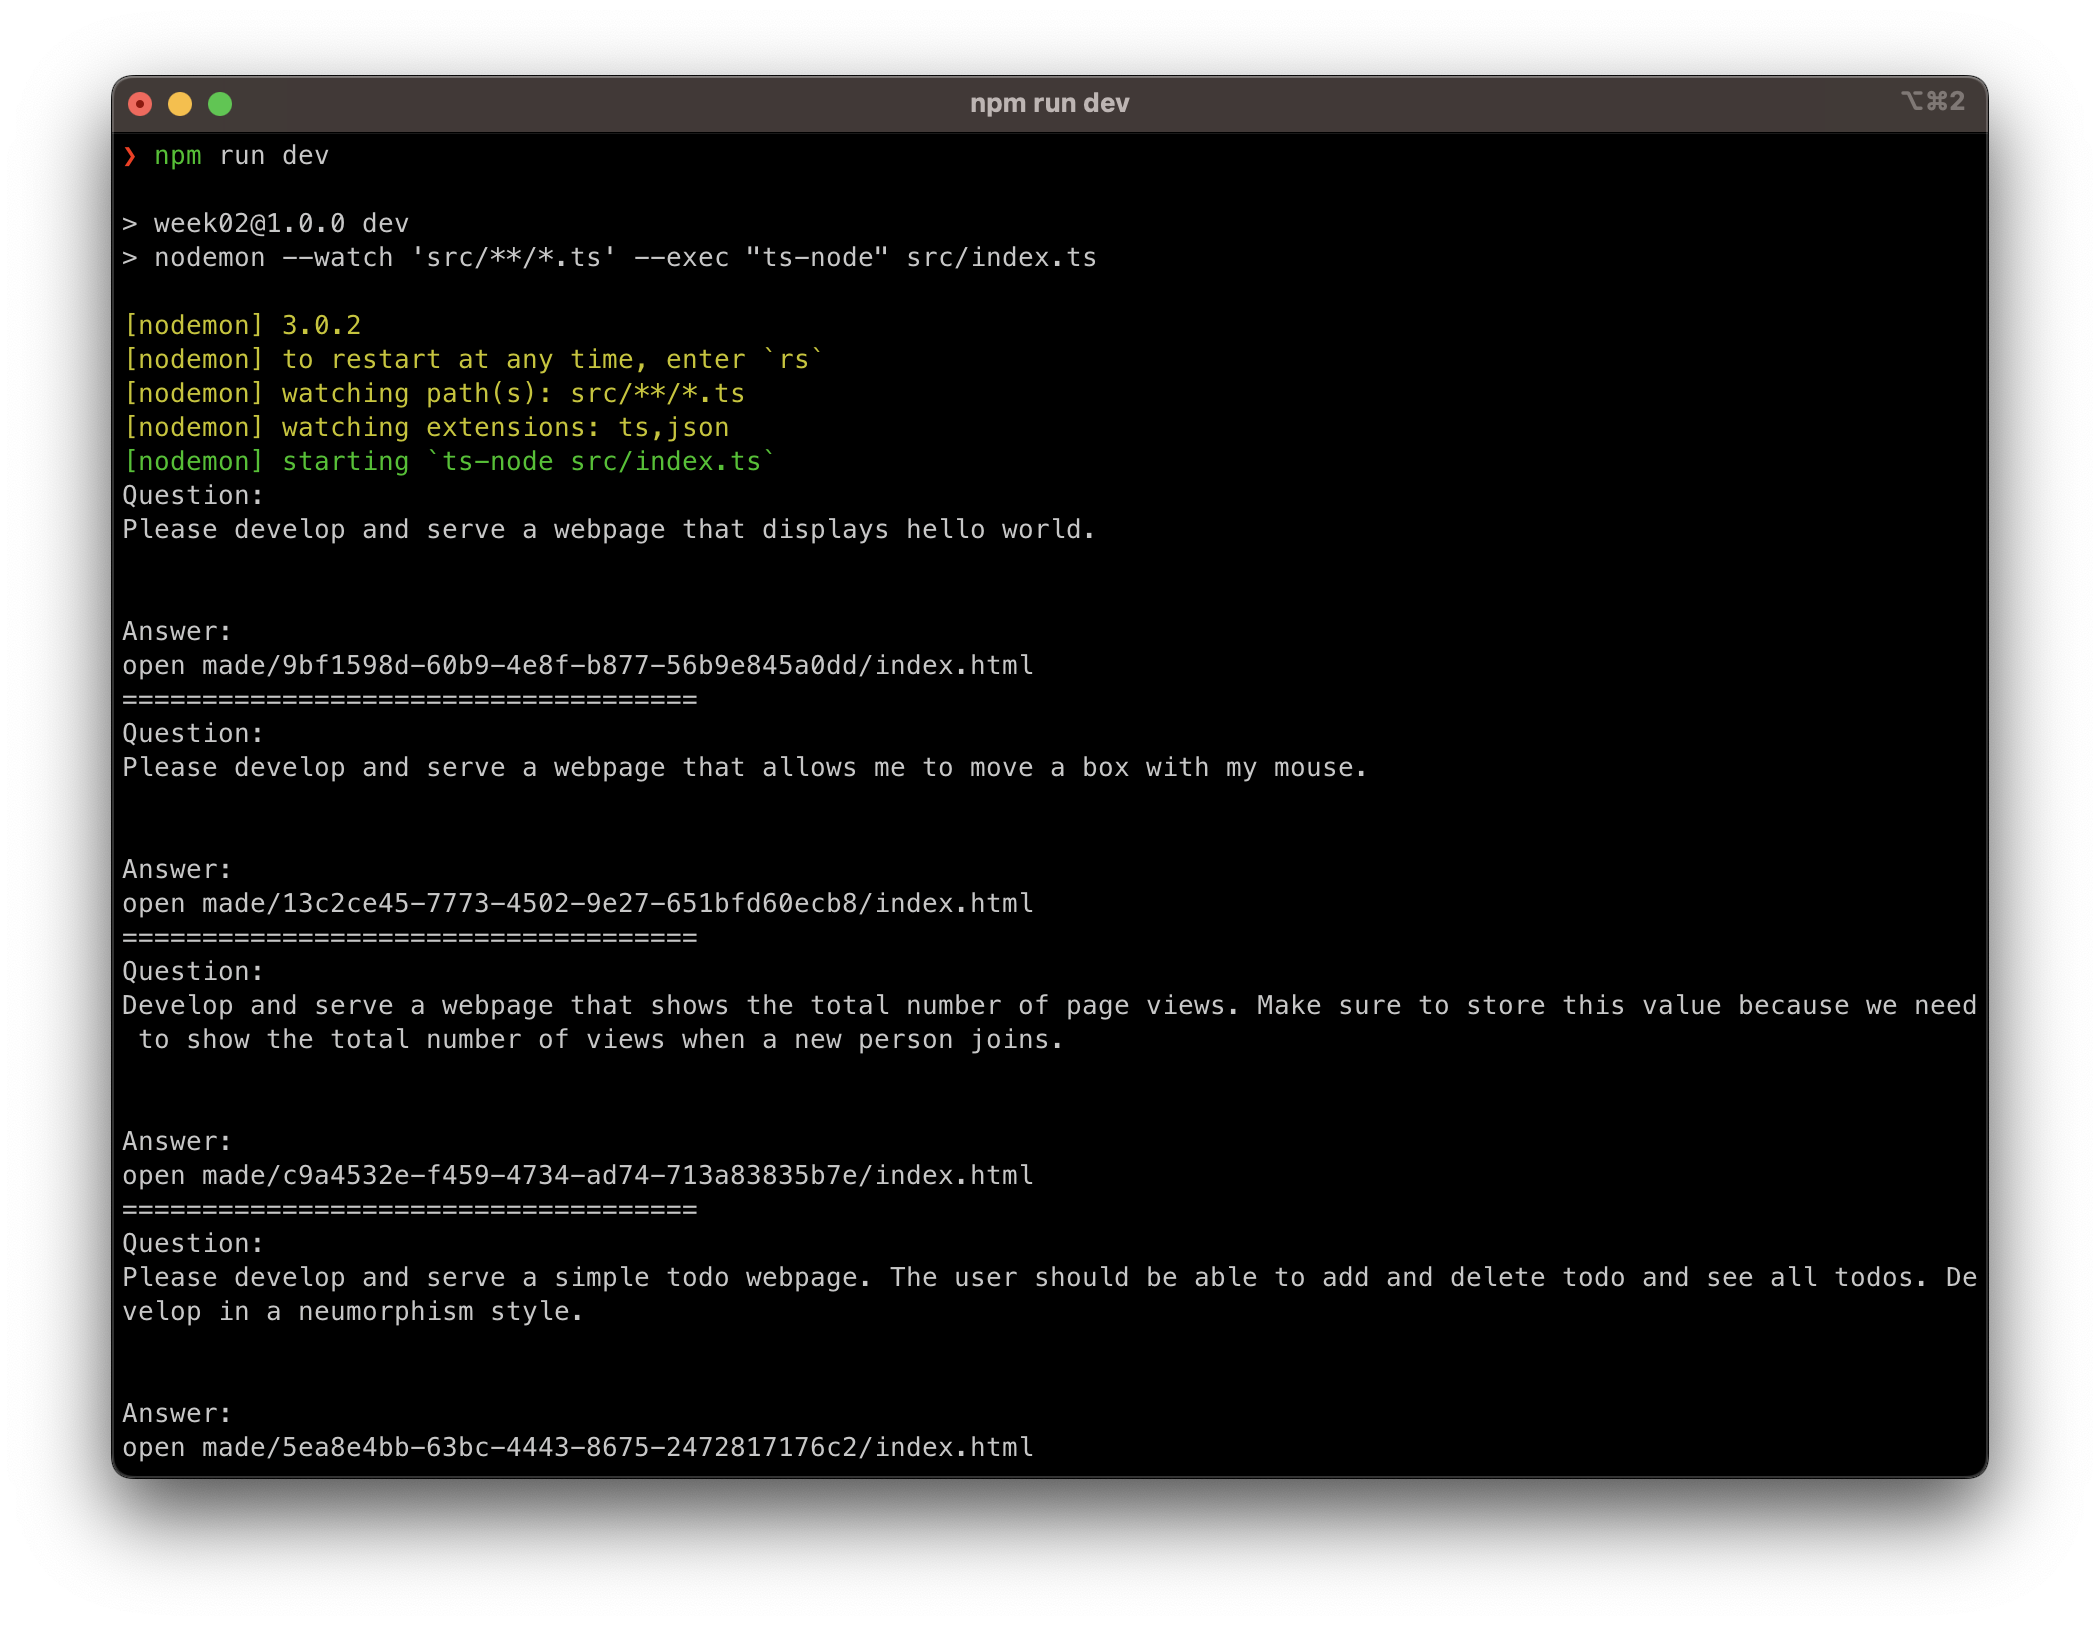 npm run dev
⌥⌘2
❯ npm run dev
> week02@1.0.0 dev
> nodemon --watch 'src/**/*.ts' --exec "ts-node" src/index.ts
[nodemon] 3.0.2
[nodemon] to restart at any time, enter `rs`
[nodemon] watching path(s): src/**/*.ts
[nodemon] watching extensions: ts,json
[nodemon] starting `ts-node src/index.ts`
Question:
Please develop and serve a webpage that displays hello world.
Answer:
open made/9bf1598d-60b9-4e8f-b877-56b9e845a0dd/index.html
====================================
Question:
Please develop and serve a webpage that allows me to move a box with my mouse.
Answer:
open made/13c2ce45-7773-4502-9e27-651bfd60ecb8/index.html
====================================
Question:
Develop and serve a webpage that shows the total number of page views. Make sure to store this value because we need
 to show the total number of views when a new person joins.
Answer:
open made/c9a4532e-f459-4734-ad74-713a83835b7e/index.html
====================================
Question:
Please develop and serve a simple todo webpage. The user should be able to add and delete todo and see all todos. De
velop in a neumorphism style.
Answer:
open made/5ea8e4bb-63bc-4443-8675-2472817176c2/index.html